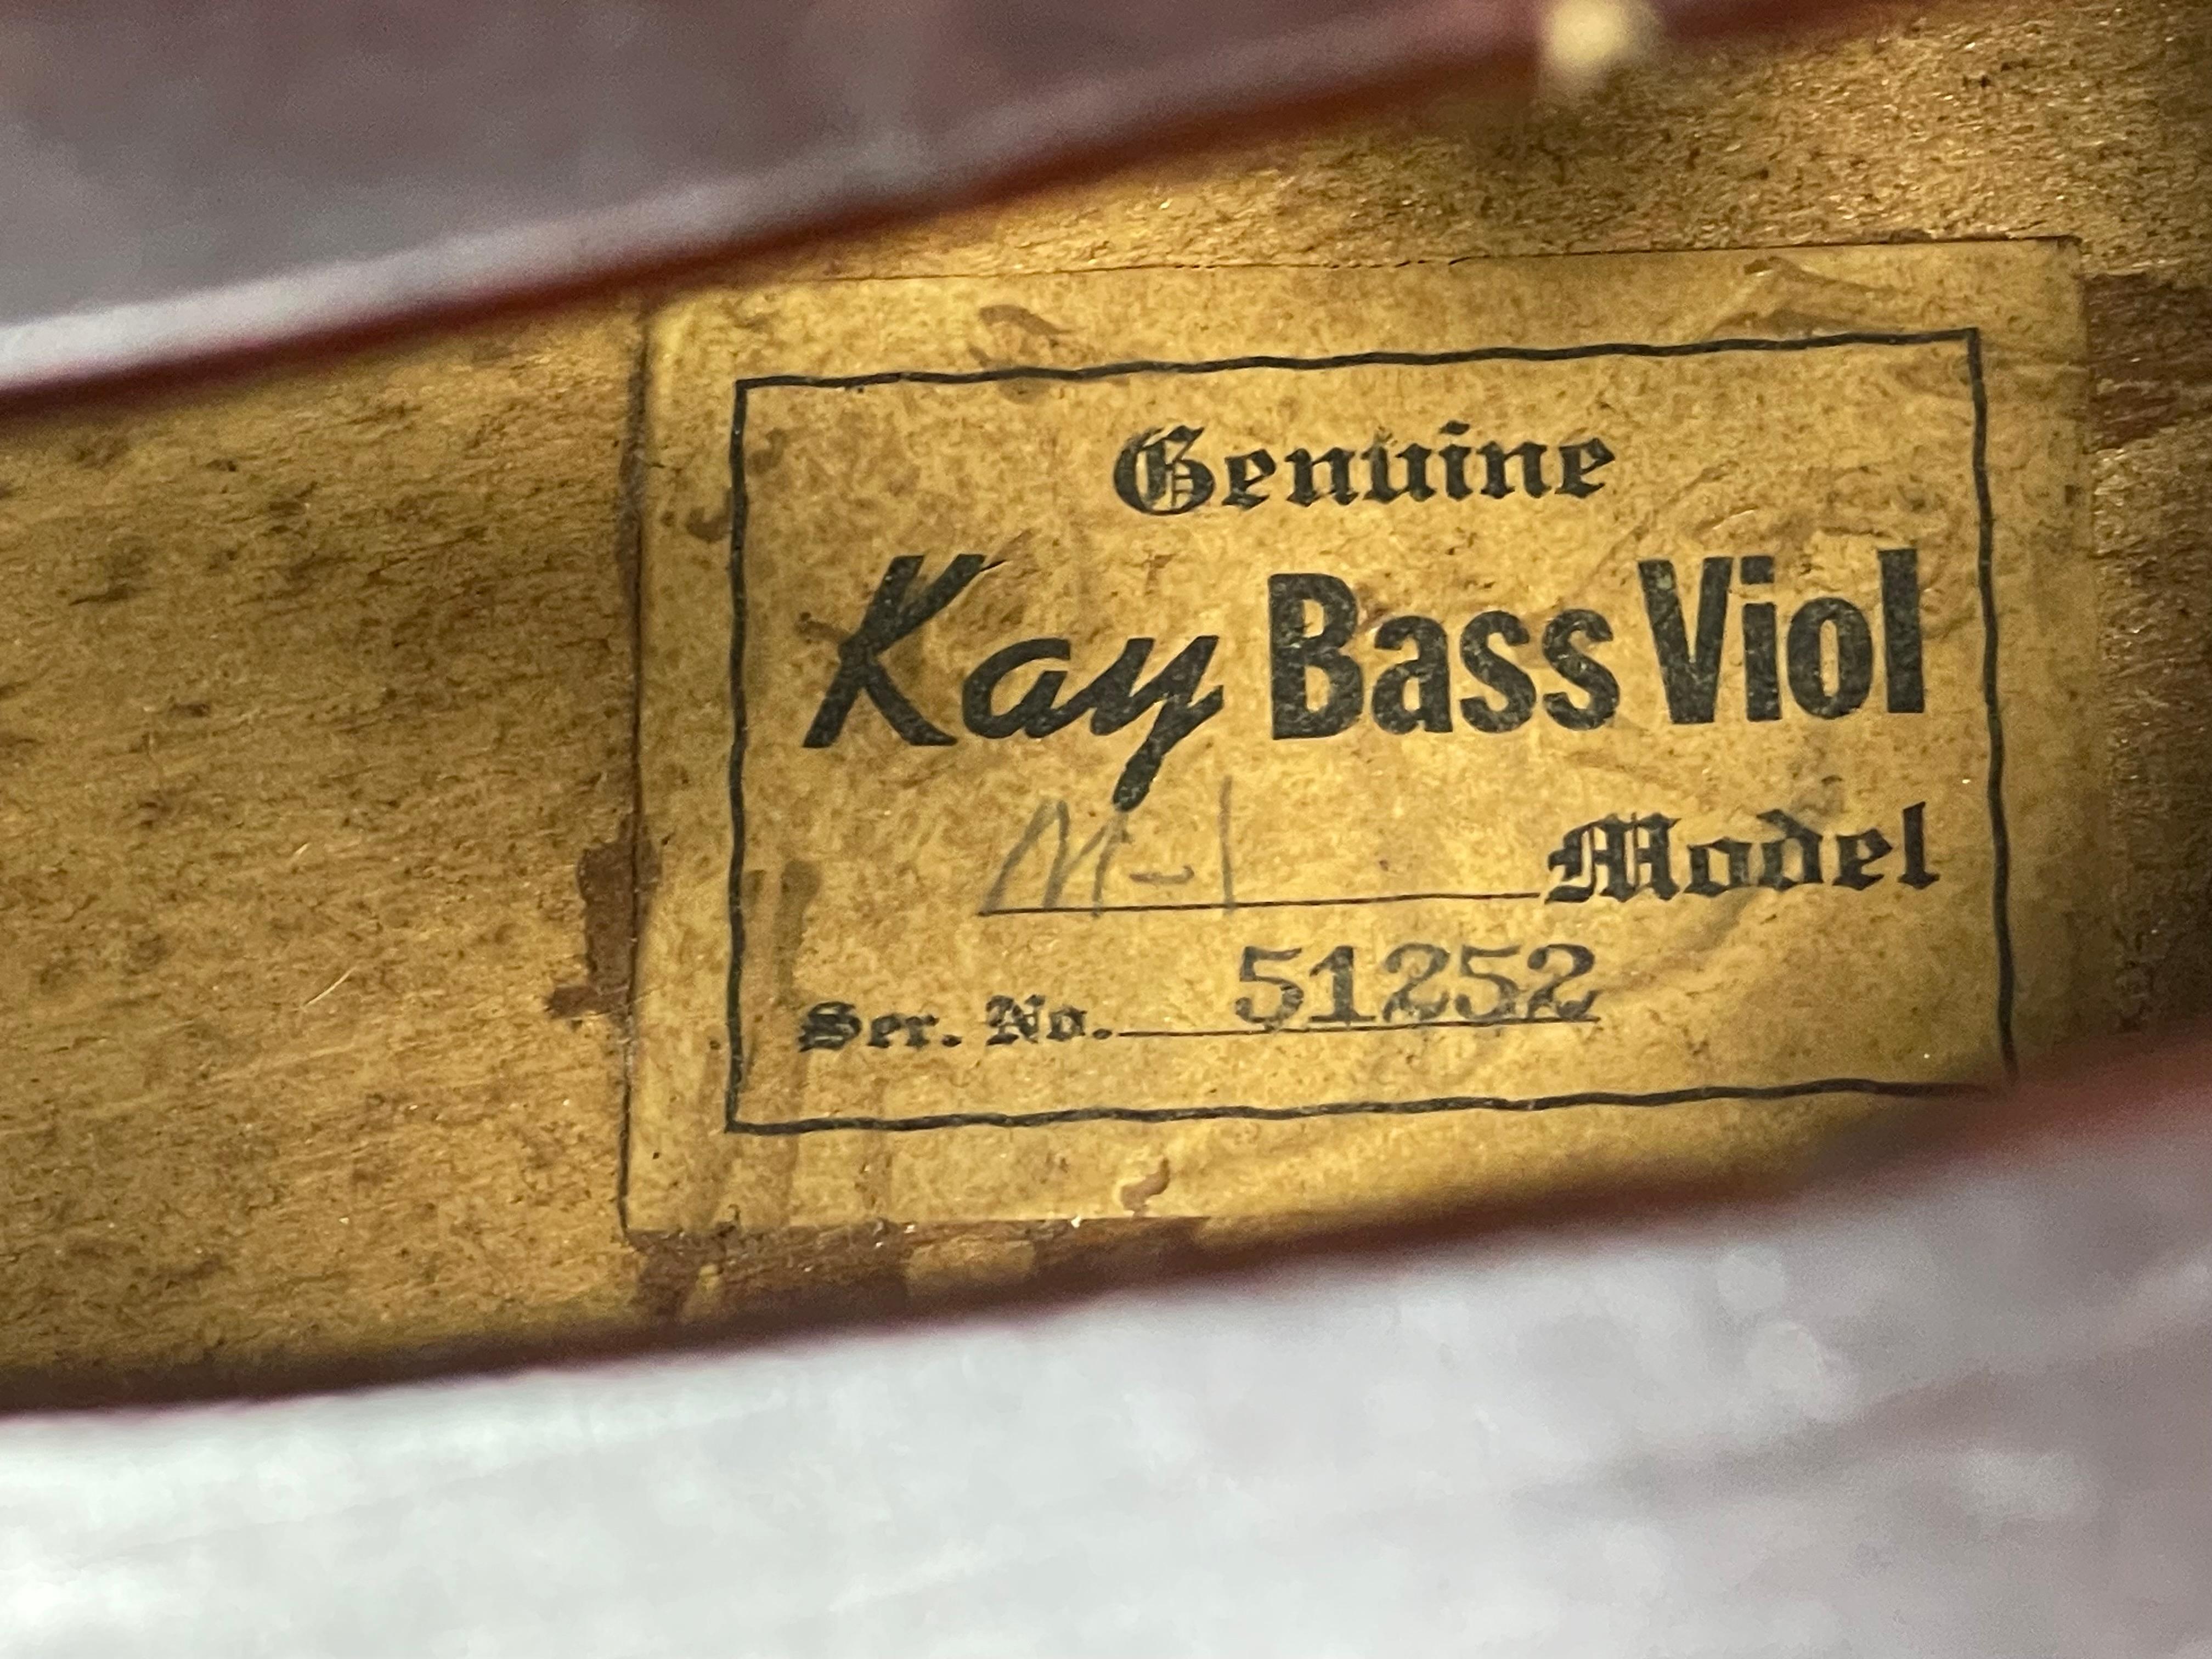 Genuine
Kay Bass Viol
M-1 Model
Ser. No. 51252